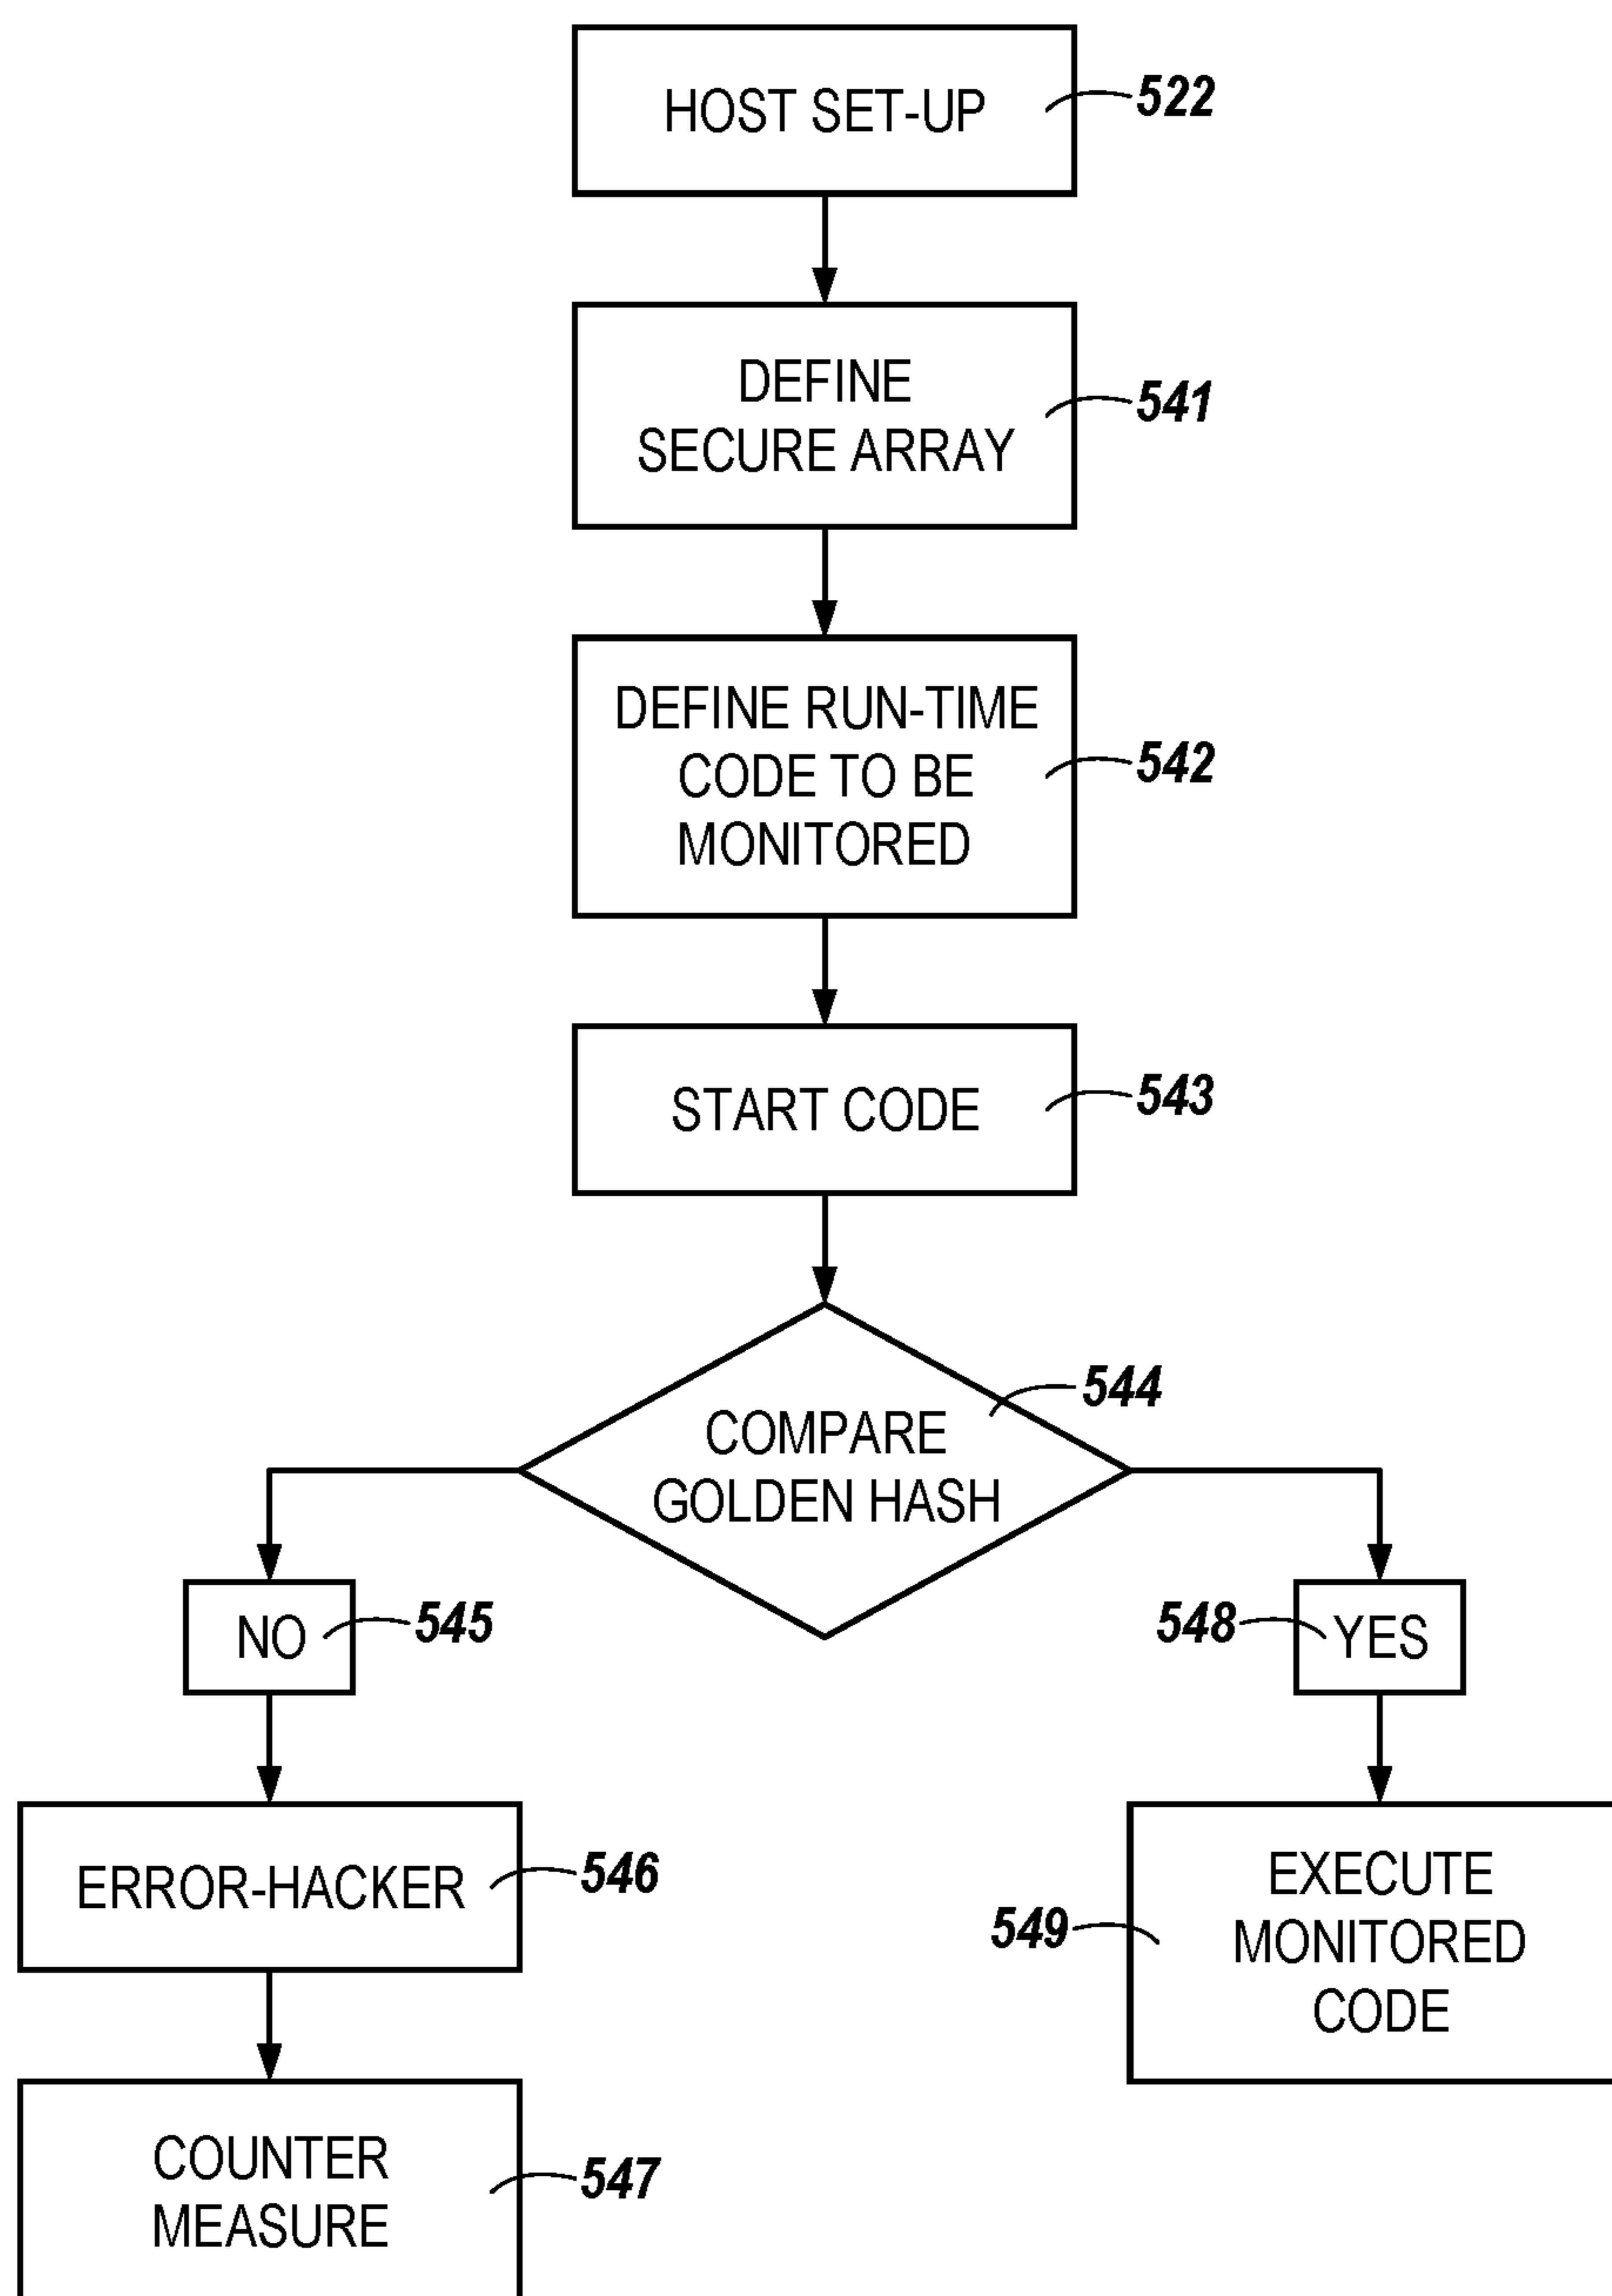 HOST SET-UP
522
DEFINE
SECURE ARRAY
541
DEFINE RUN-TIME
CODE TO BE
MONITORED
542
START CODE
543
COMPARE
GOLDEN HASH
544
NO
545
548
YES
ERROR-HACKER
546
EXECUTE
MONITORED
CODE
549
COUNTER
MEASURE
547